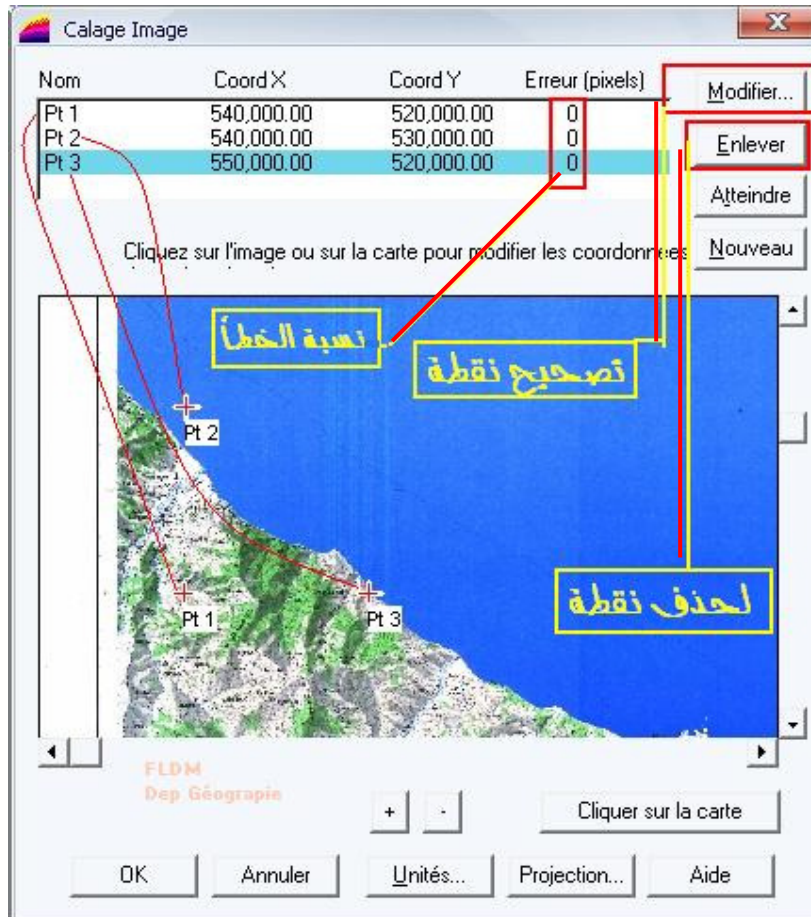 Calage Image
Nom Coord X Coord Y Erreur (pixels)
Pt 1 540,000.00 520,000.00 0
Pt 2 540,000.00 530,000.00 0
Pt 3 550,000.00 520,000.00 0
Modifier...
Enlever
Atteindre
Nouveau
Cliquez sur l'image ou sur la carte pour modifier les coordonnees
نسبة الخطأ
تصحيح نقطة
Pt 2
لحذف نقطة
Pt 1
Pt 3
FLDM
Dep Géograpie
+ -
Cliquer sur la carte
OK Annuler Unités... Projection... Aide